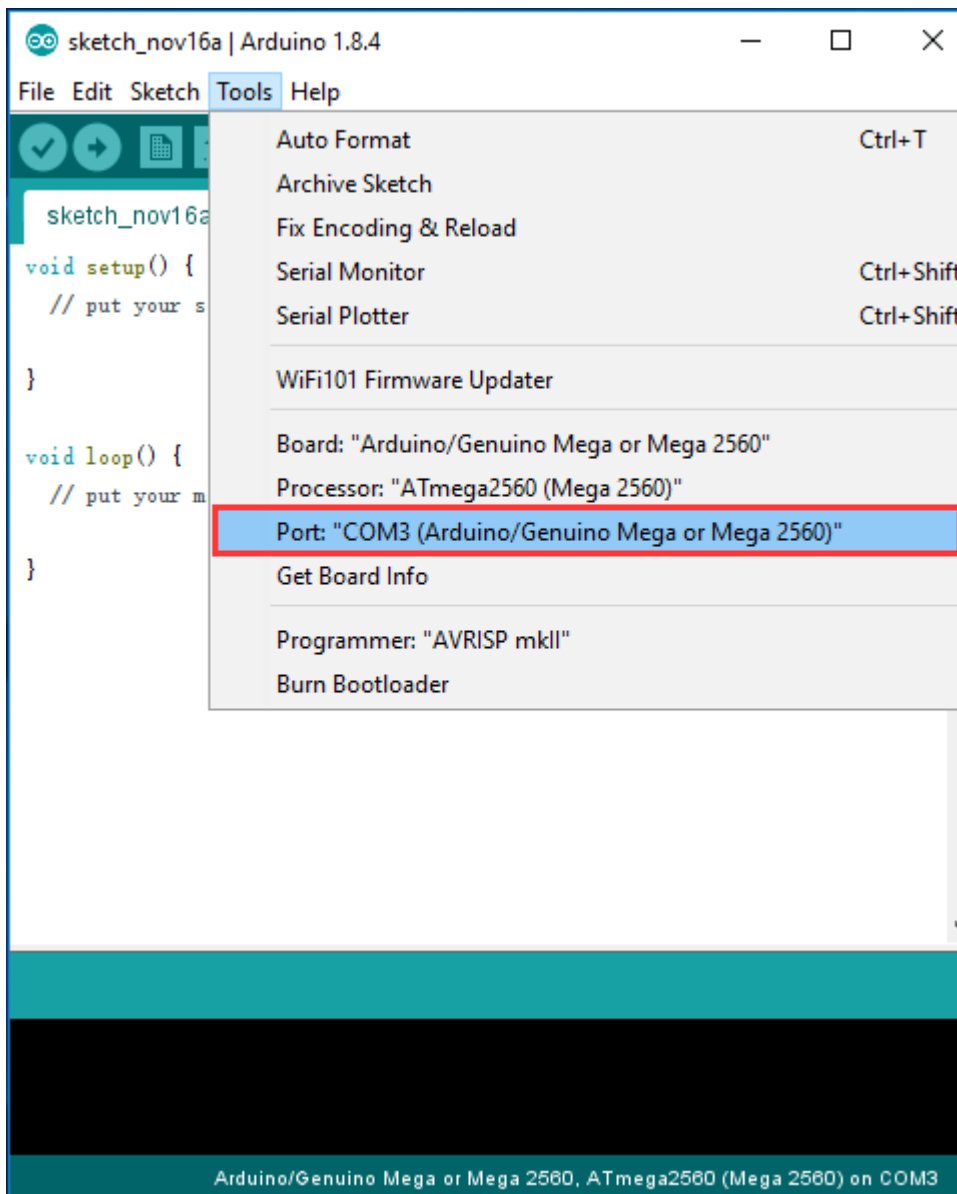 sketch_nov16a | Arduino 1.8.4
File Edit Sketch Tools Help
Auto Format Ctrl+T
Archive Sketch
sketch_nov16a
Fix Encoding & Reload
void setup() {
Serial Monitor Ctrl+Shift
// put your s
Serial Plotter Ctrl+Shift
}
WiFi101 Firmware Updater
Board: "Arduino/Genuino Mega or Mega 2560"
void loop() {
Processor: "ATmega2560 (Mega 2560)"
// put your m
Port: "COM3 (Arduino/Genuino Mega or Mega 2560)"
}
Get Board Info
Programmer: "AVRISP mkII"
Burn Bootloader
Arduino/Genuino Mega or Mega 2560, ATmega2560 (Mega 2560) on COM3